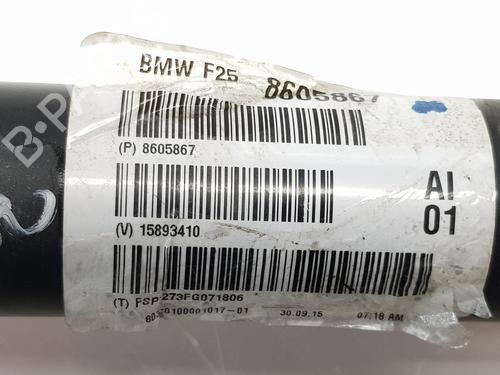 BMW F25 8605867
(P) 8605867
AI
01
(V) 15893410
(T) FSP273FG071806
30.09.15 07:18 AM
B-P